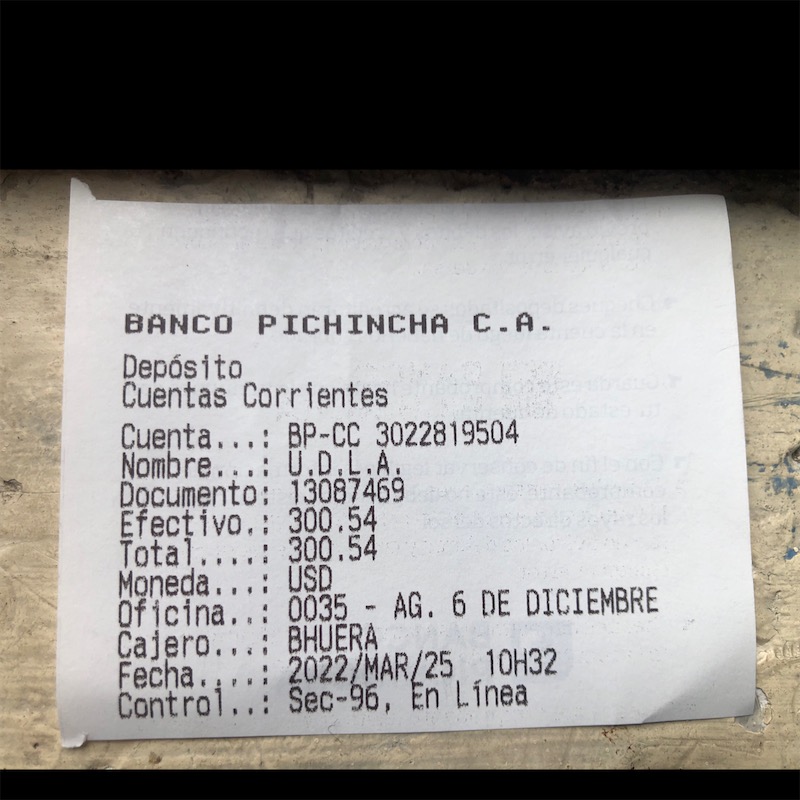 BANCO PICHINCHA C.A.
Depósito
Cuentas Corrientes
Cuenta...: BP-CC 3022819504
Nombre...: U.D.L.A.
Documento: 13087469
Efectivo.: 300.54
Total....: 300.54
Moneda...: USD
Oficina..: 0035 - AG. 6 DE DICIEMBRE
Cajero...: BHUERA
Fecha....: 2022/MAR/25  10H32
Control..: Sec-96, En Línea